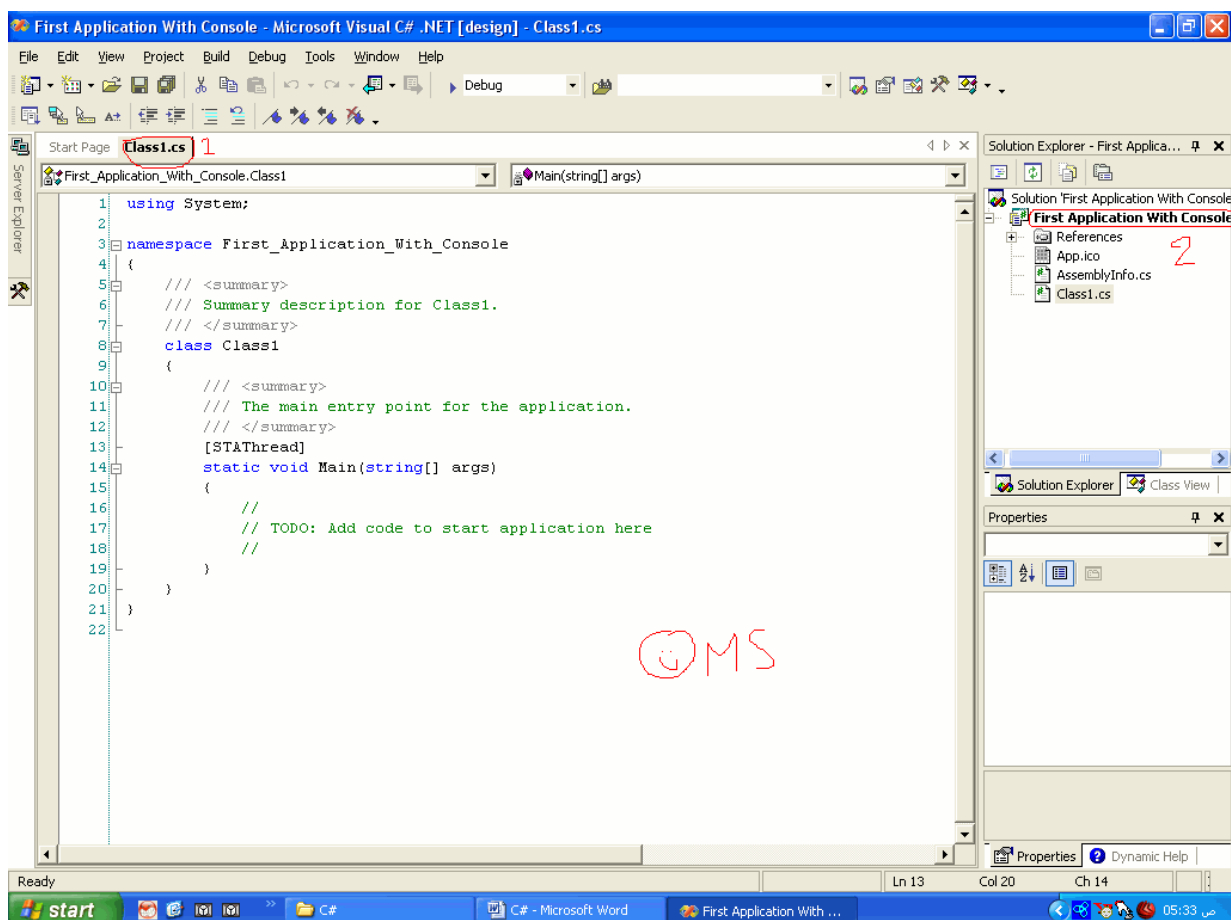 First Application With Console - Microsoft Visual C# .NET [design] - Class1.cs
File Edit View Project Build Debug Tools Window Help
Debug
Start Page Class1.cs 1
Solution Explorer - First Applica...
First_Application_With_Console.Class1 Main(string[] args)
Server Explorer
Solution 'First Application With Console
First Application With Console
References
App.ico
AssemblyInfo.cs
Class1.cs
2
1 using System;
2
3 namespace First_Application_With_Console
4 {
5 /// <summary>
6 /// Summary description for Class1.
7 /// </summary>
8 class Class1
9 {
10 /// <summary>
11 /// The main entry point for the application.
12 /// </summary>
13 [STAThread]
14 static void Main(string[] args)
15 {
16 //
17 // TODO: Add code to start application here
18 //
19 }
20 }
21 }
22
MS
Solution Explorer Class View
Properties
Properties Dynamic Help
Ready Ln 13 Col 20 Ch 14
start C# C# - Microsoft Word First Application With ... 05:33 ص